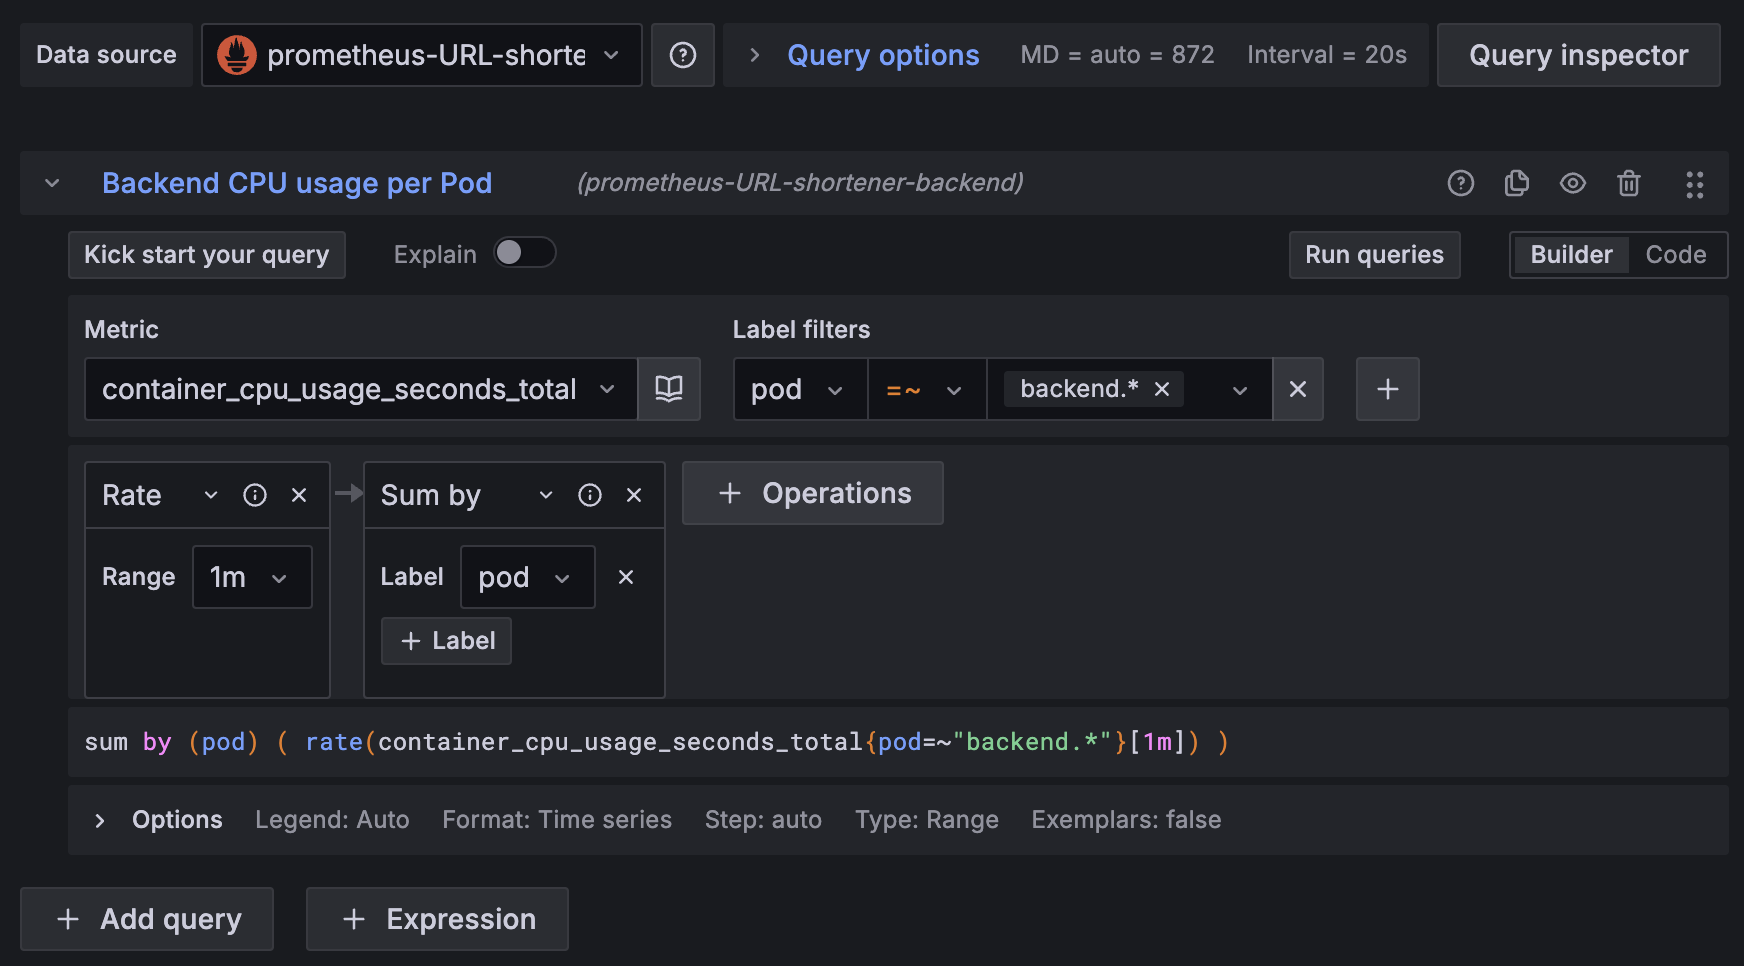 Data source prometheus-URL-shorte Query options MD = auto = 872 Interval = 20s Query inspector
Backend CPU usage per Pod (prometheus-URL-shortener-backend)
Kick start your query Explain Run queries Builder Code
Metric Label filters
container_cpu_usage_seconds_total pod =~ backend.*
Rate Sum by + Operations
Range 1m Label pod
+ Label
sum by (pod) ( rate(container_cpu_usage_seconds_total{pod=~"backend.*"}[1m]) )
Options Legend: Auto Format: Time series Step: auto Type: Range Exemplars: false
+ Add query + Expression